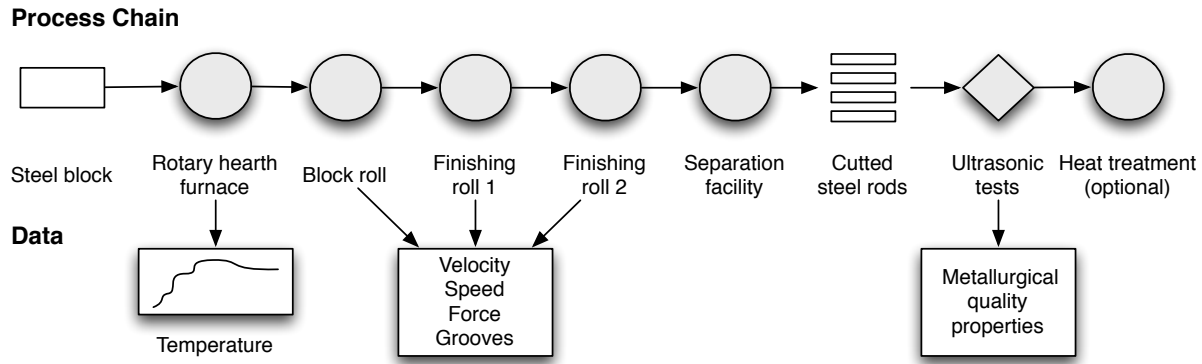 Process Chain
Steel block
Rotary hearth
furnace
Block roll
Finishing
roll 1
Finishing
roll 2
Separation
facility
Cutted
steel rods
Ultrasonic
tests
Heat treatment
(optional)
Data
Temperature
Velocity
Speed
Force
Grooves
Metallurgical
quality
properties